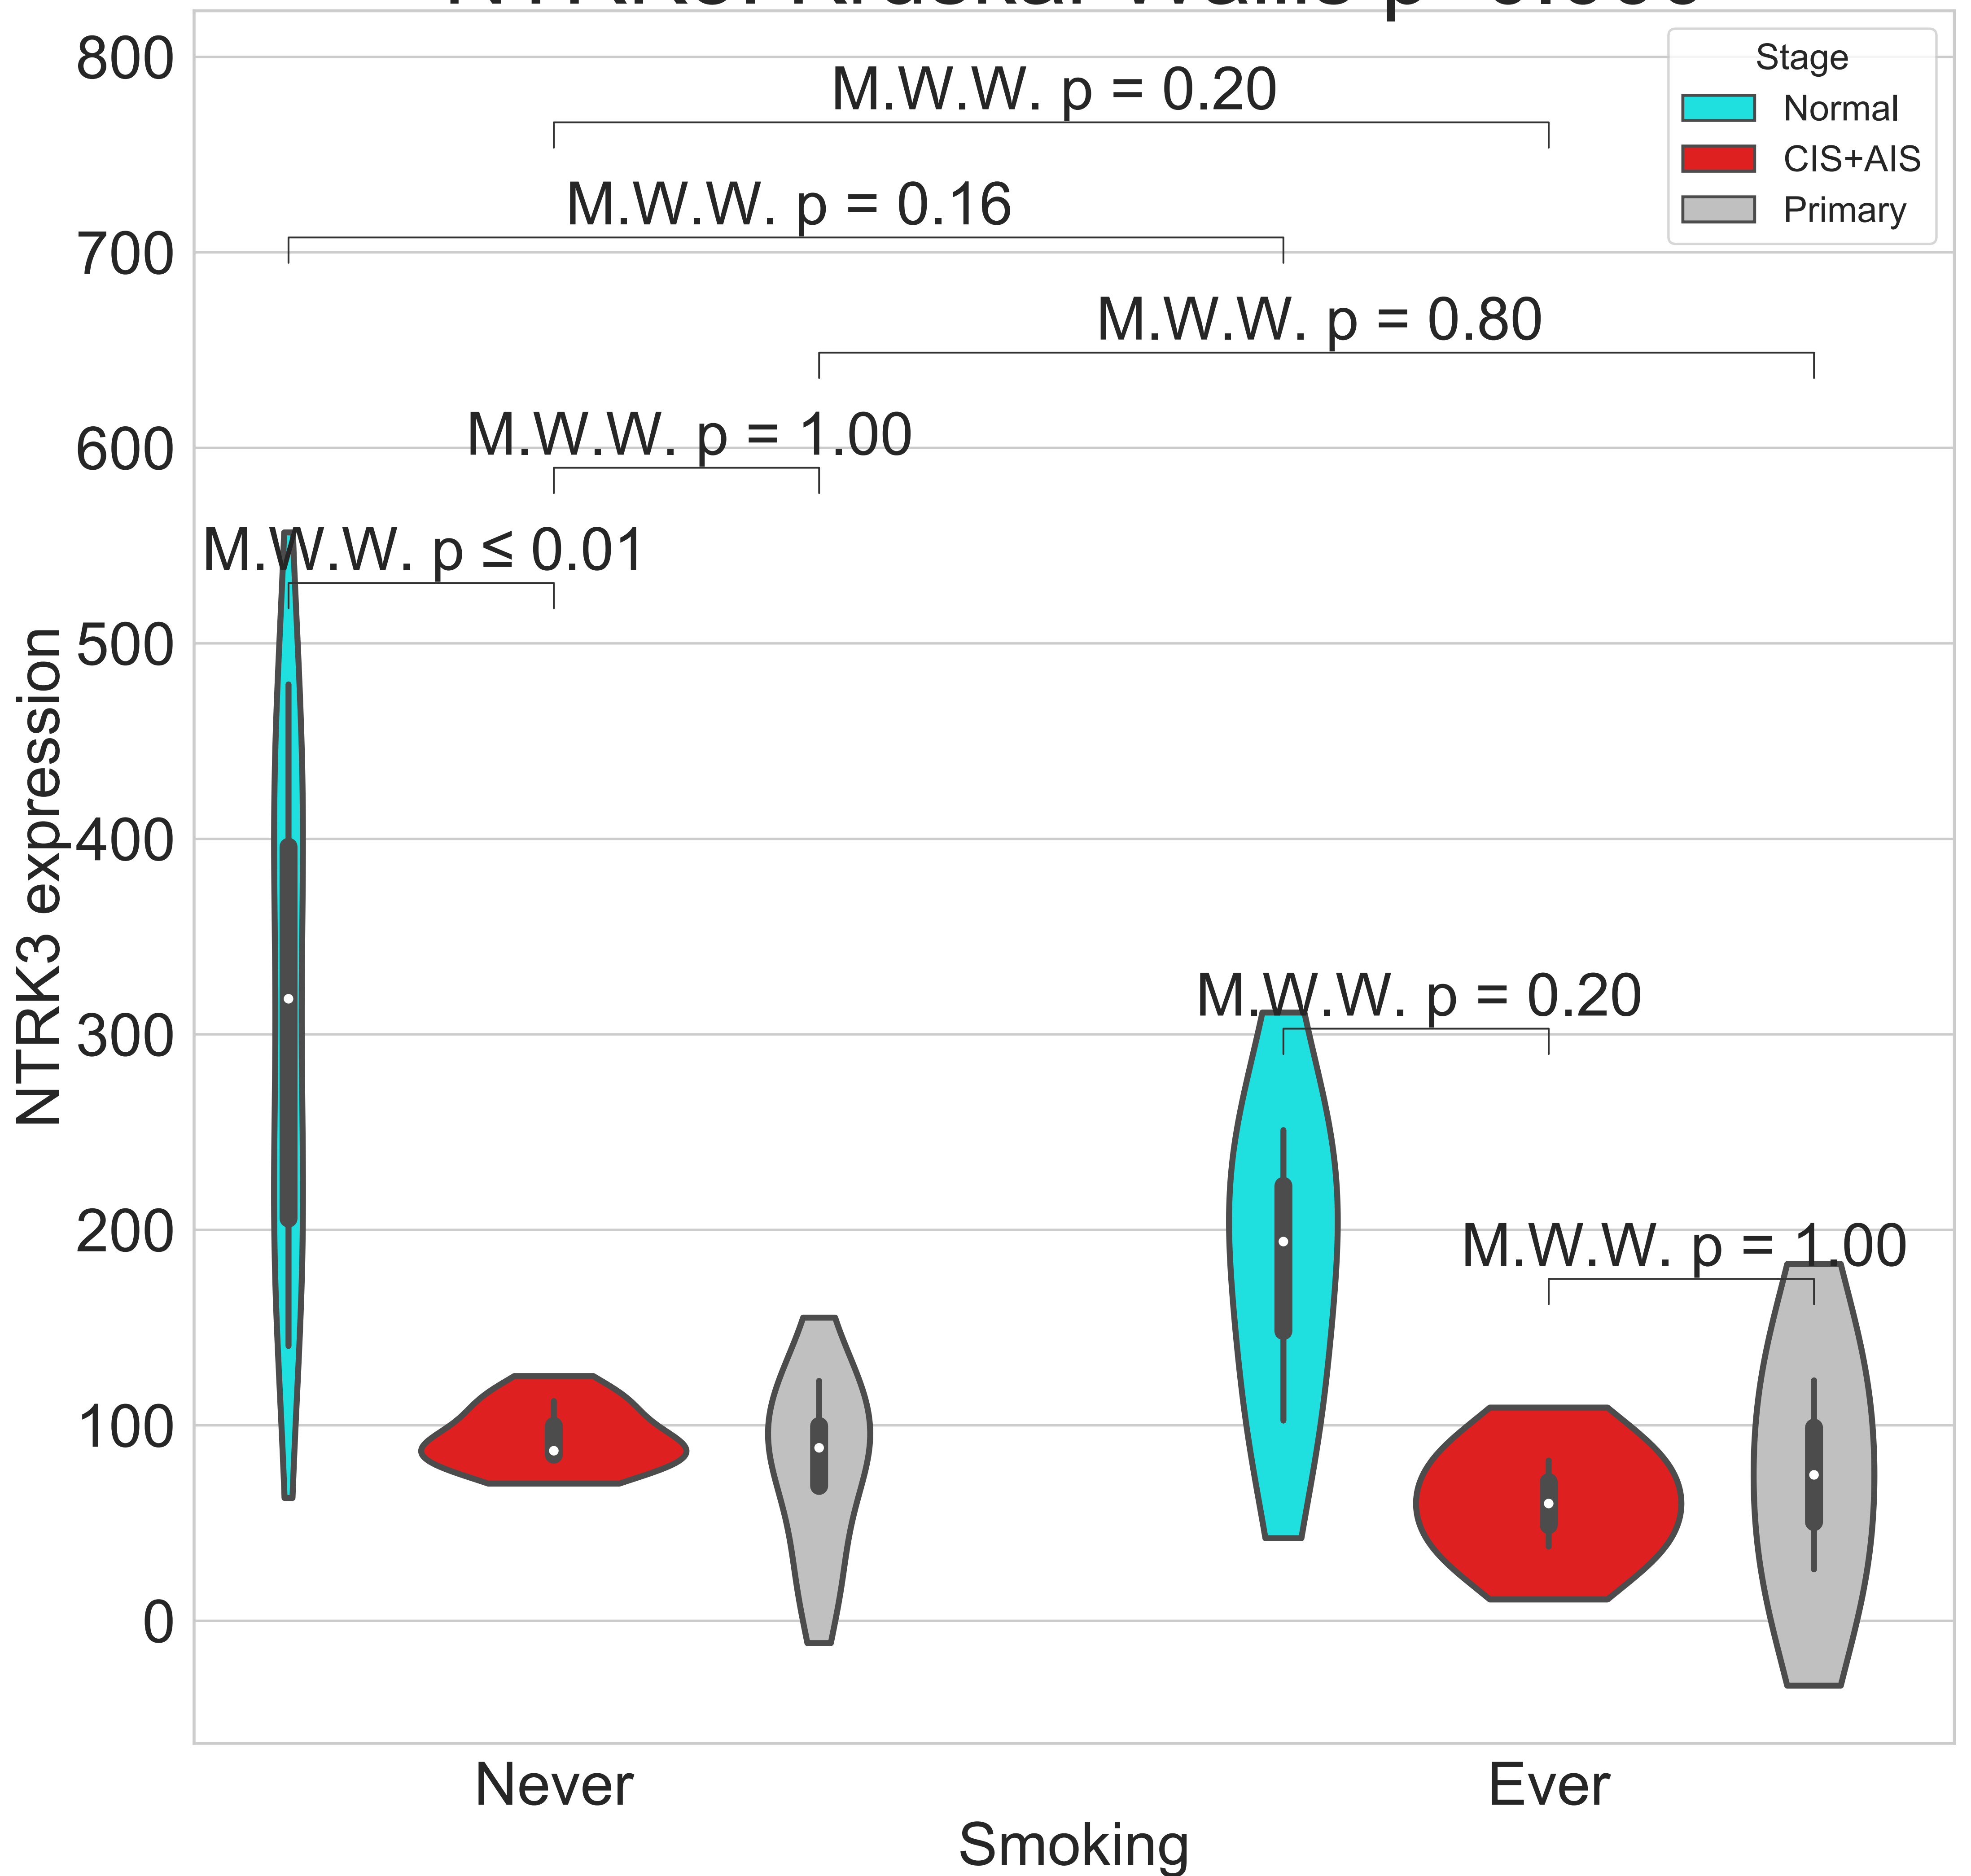 Stage
Normal
CIS+AIS
Primary
M.W.W. p = 0.20
M.W.W. p = 0.16
M.W.W. p = 0.80
M.W.W. p = 1.00
M.W.W. p ≤ 0.01
M.W.W. p = 0.20
M.W.W. p = 1.00
800
700
600
500
400
300
200
100
0
NTRK3 expression
Never
Ever
Smoking